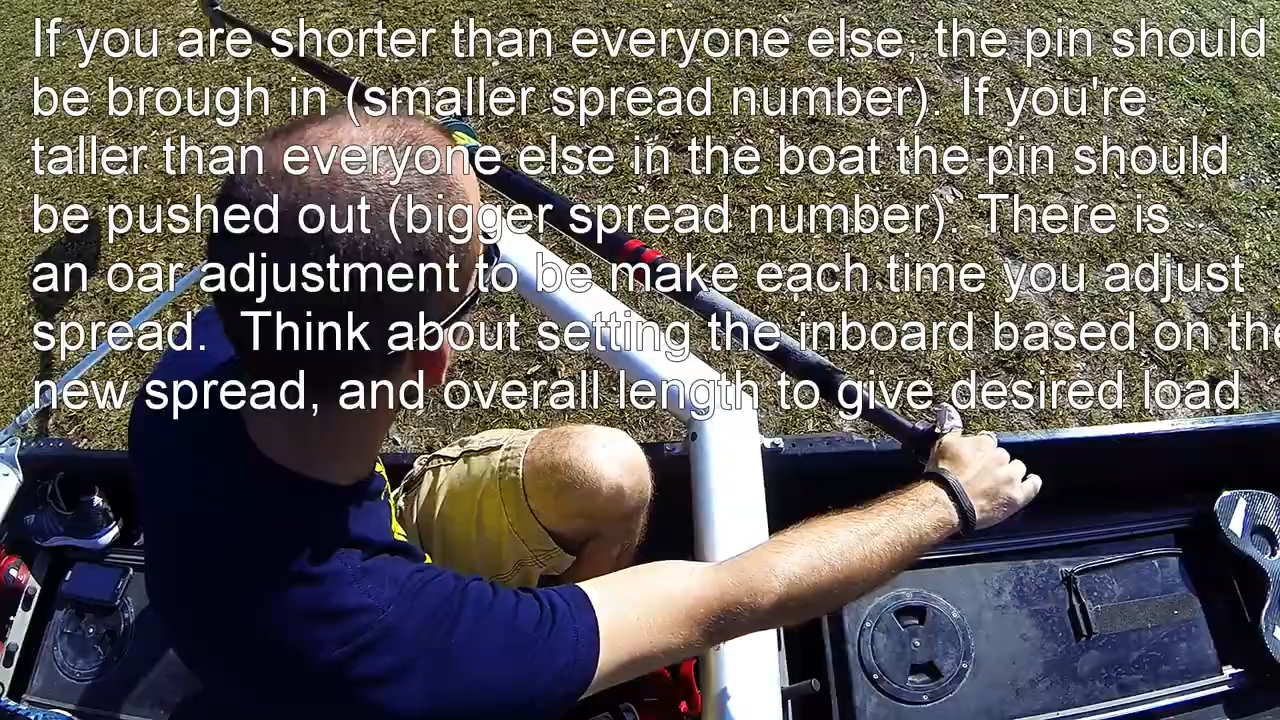 If you are shorter than everyone else, the pin should
be brough in (smaller spread number). If you're
taller than everyone else in the boat the pin should
be pushed out (bigger spread number). There is
an oar adjustment to be make each time you adjust
spread. Think about setting the inboard based on the
new spread, and overall length to give desired load